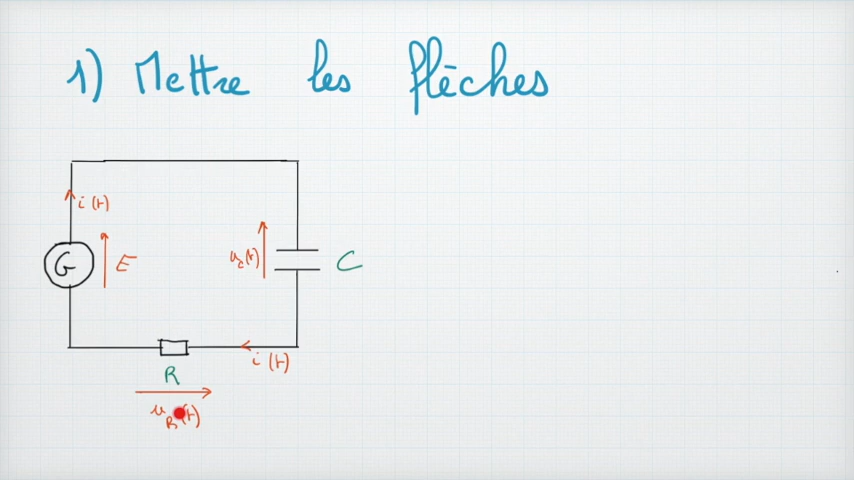 1) Mettre les flèches
i(t)
G
E
u_c(t)
C
i(t)
R
u_R(t)